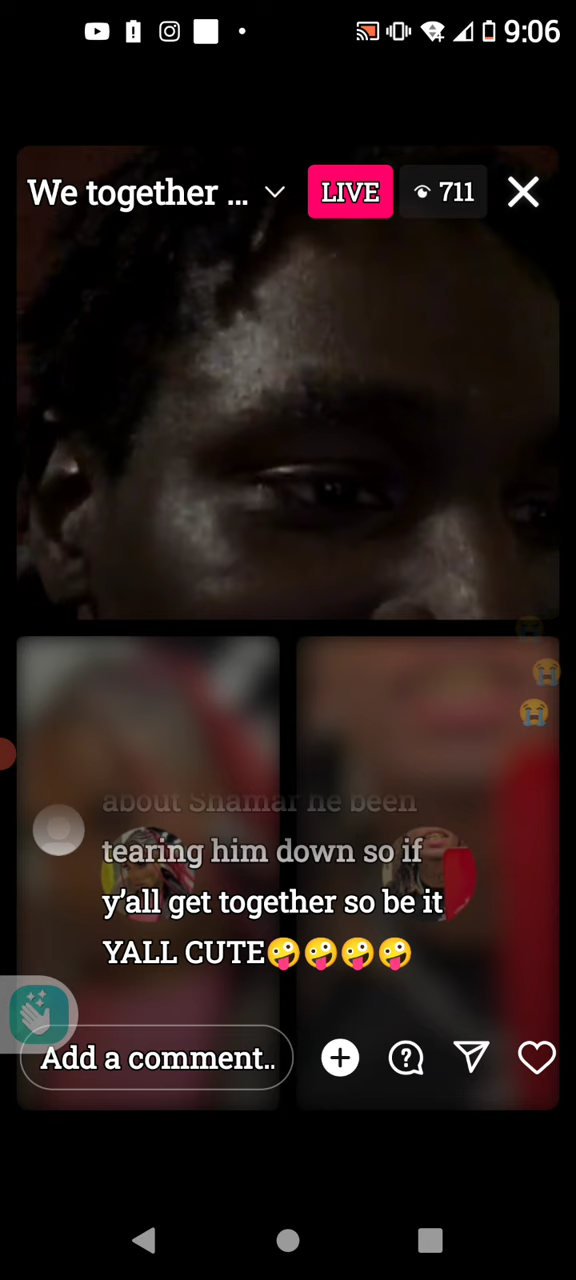 9:06
We together ...
LIVE
711
about Shamar he been
tearing him down so if
y’all get together so be it
YALL CUTE🤪🤪🤪🤪
Add a comment..